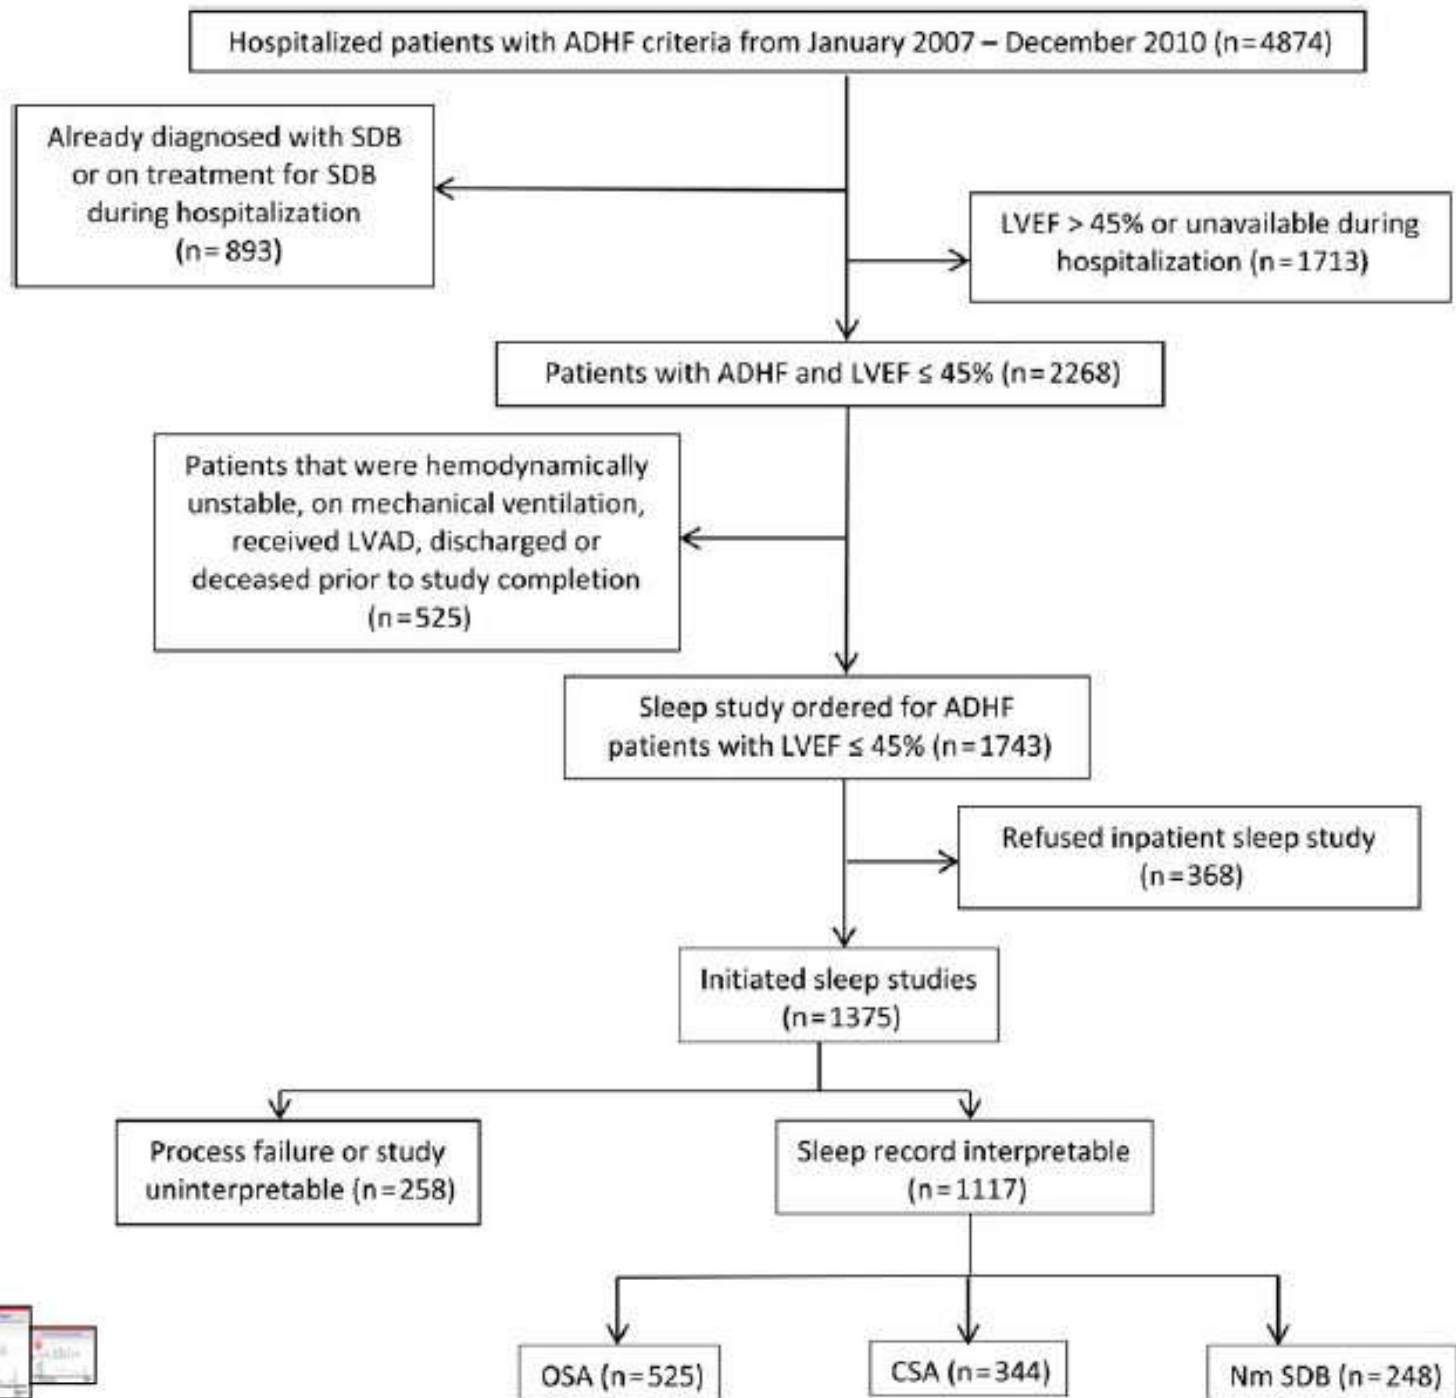 Hospitalized patients with ADHF criteria from January 2007 – December 2010 (n=4874)
Already diagnosed with SDB
or on treatment for SDB
during hospitalization
(n=893)
LVEF > 45% or unavailable during
hospitalization (n=1713)
Patients with ADHF and LVEF ≤ 45% (n=2268)
Patients that were hemodynamically
unstable, on mechanical ventilation,
received LVAD, discharged or
deceased prior to study completion
(n=525)
Sleep study ordered for ADHF
patients with LVEF ≤ 45% (n=1743)
Refused inpatient sleep study
(n=368)
Initiated sleep studies
(n=1375)
Process failure or study
uninterpretable (n=258)
Sleep record interpretable
(n=1117)
OSA (n=525)
CSA (n=344)
Nm SDB (n=248)